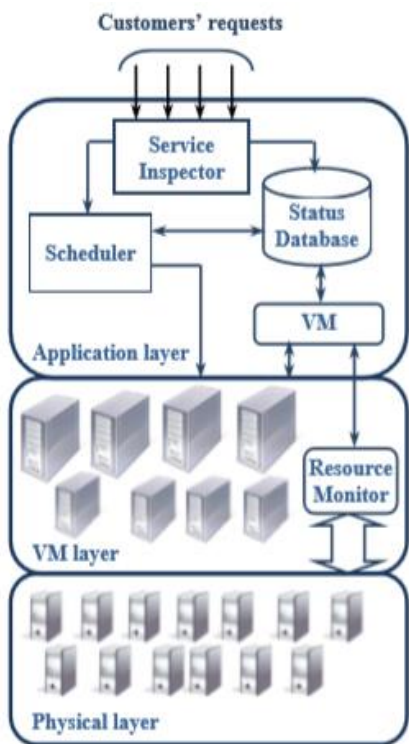 Customers' requests
Service
Inspector
Status
Database
Scheduler
VM
Application layer
Resource
Monitor
VM layer
Physical layer